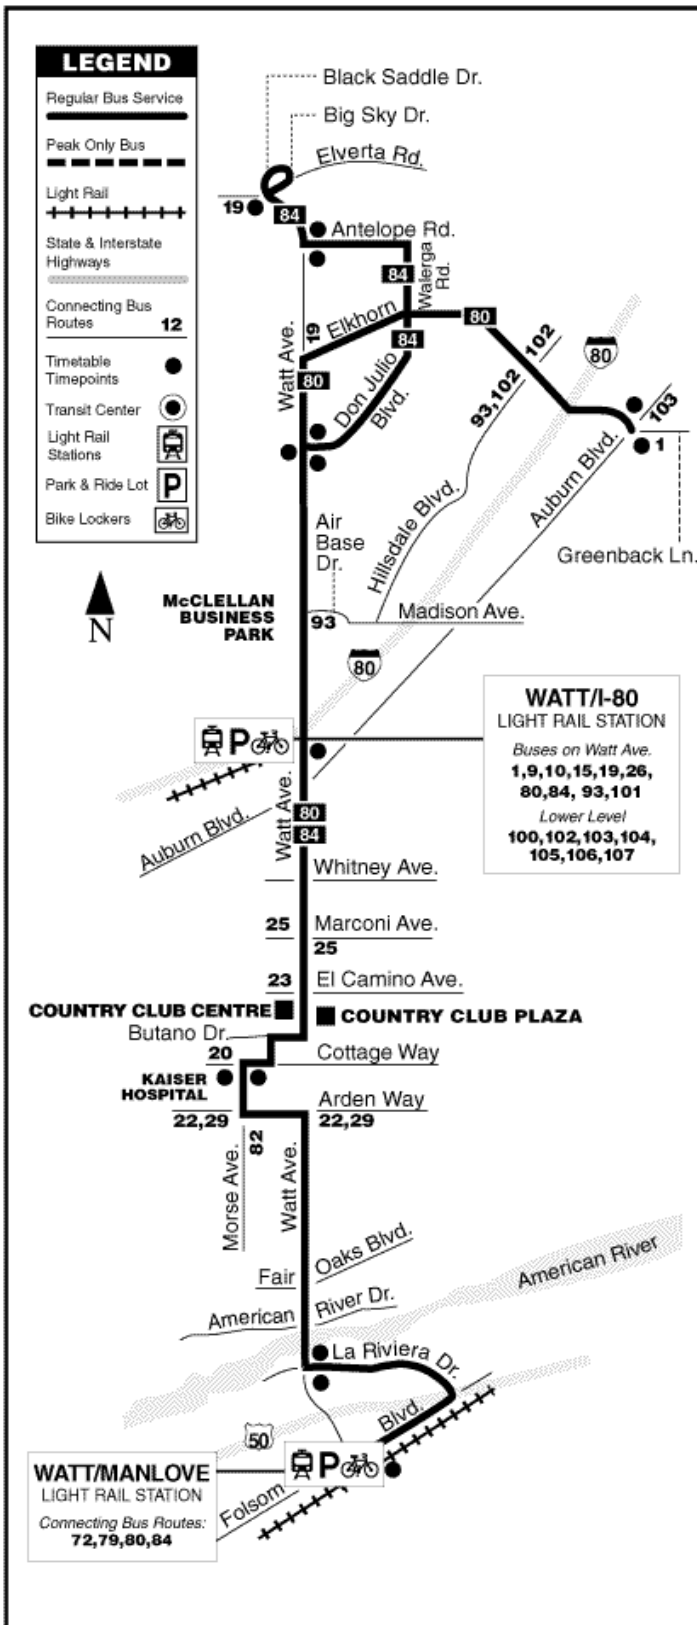 LEGEND
Regular Bus Service
Peak Only Bus
Light Rail
State & Interstate
Highways
Connecting Bus
Routes 12
Timetable
Timepoints
Transit Center
Light Rail
Stations
Park & Ride Lot P
Bike Lockers
N
Black Saddle Dr.
Big Sky Dr.
Elverta Rd.
19
84
Antelope Rd.
84
Walerga
Rd.
Elkhorn
80
19
Watt Ave.
80
84
Don Julio
Blvd.
102
80
93,102
103
1
Auburn Blvd.
Hillsdale Blvd.
Greenback Ln.
Air
Base
Dr.
McCLELLAN
BUSINESS
PARK
93
Madison Ave.
80
WATT/I-80
LIGHT RAIL STATION
Buses on Watt Ave.
1,9,10,15,19,26,
80,84, 93,101
Lower Level
100,102,103,104,
105,106,107
P
Auburn Blvd.
Watt Ave.
80
84
Whitney Ave.
25
Marconi Ave.
25
23
El Camino Ave.
COUNTRY CLUB CENTRE
COUNTRY CLUB PLAZA
Butano Dr.
20
Cottage Way
KAISER
HOSPITAL
Arden Way
22,29
22,29
82
Morse Ave.
Watt Ave.
Fair Oaks Blvd.
American River
American River Dr.
La Riviera Dr.
50
Blvd.
P
Folsom
WATT/MANLOVE
LIGHT RAIL STATION
Connecting Bus Routes:
72,79,80,84